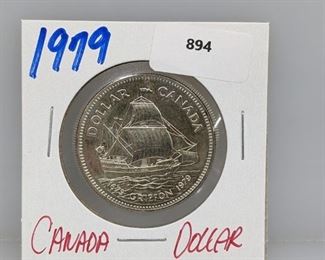 1979
894
DOLLAR CANADA
1679 GRIFFON 1979
CANADA — DOLLAR